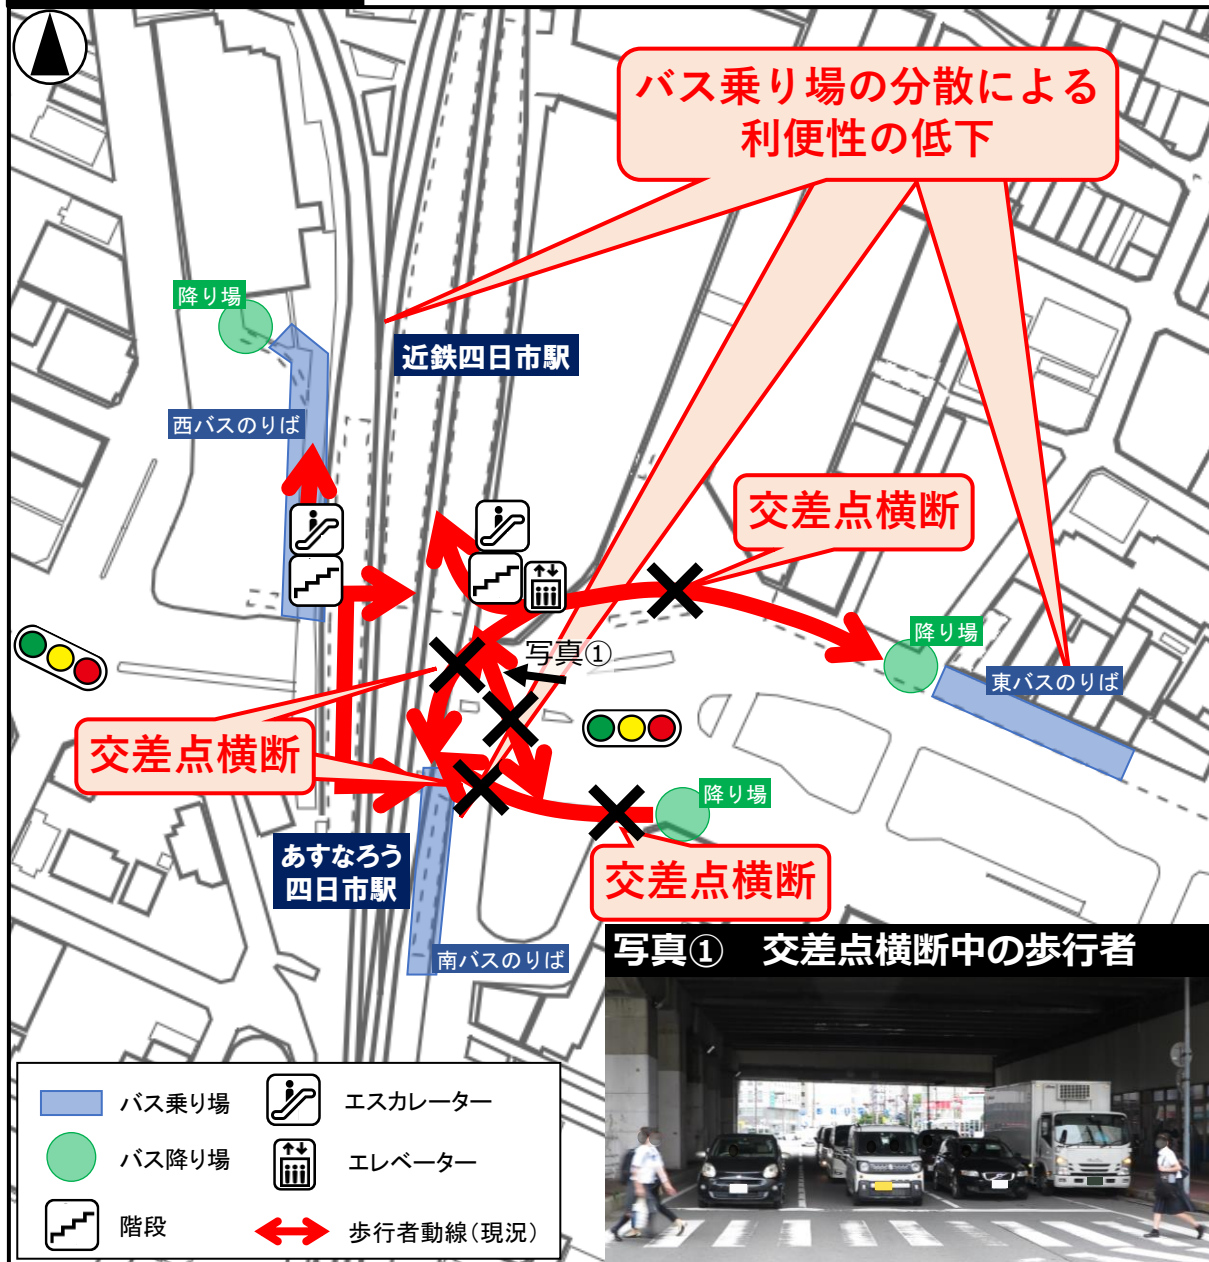 バス乗り場の分散による
利便性の低下
降り場
近鉄四日市駅
西バスのりば
交差点横断
写真①
降り場
東バスのりば
交差点横断
降り場
あすなろう
四日市駅
交差点横断
南バスのりば
写真① 交差点横断中の歩行者
バス乗り場
エスカレーター
バス降り場
エレベーター
階段
歩行者動線(現況)